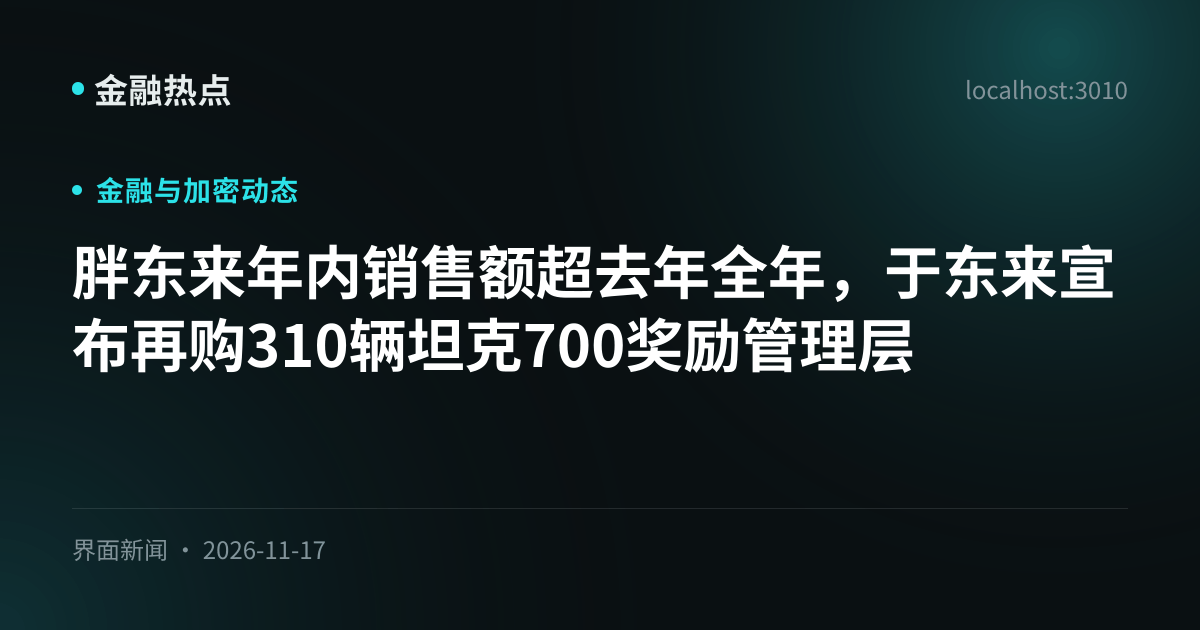 金融热点
localhost:3010
金融与加密动态
胖东来年内销售额超去年全年，于东来宣
布再购310辆坦克700奖励管理层
界面新闻 · 2026-11-17